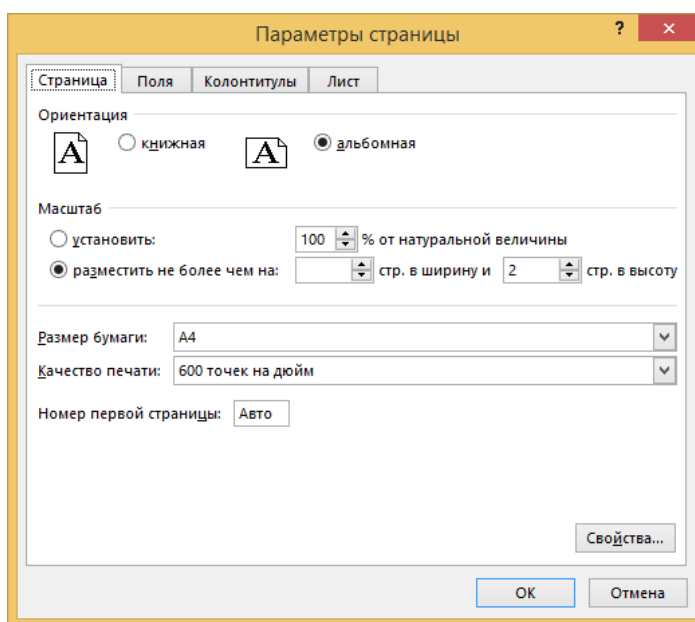 Параметры страницы ?
Страница Поля Колонтитулы Лист
Ориентация
A книжная A альбомная
Масштаб
установить: 100 % от натуральной величины
разместить не более чем на: стр. в ширину и 2 стр. в высоту
Размер бумаги: A4
Качество печати: 600 точек на дюйм
Номер первой страницы: Авто
Свойства...
ОК Отмена